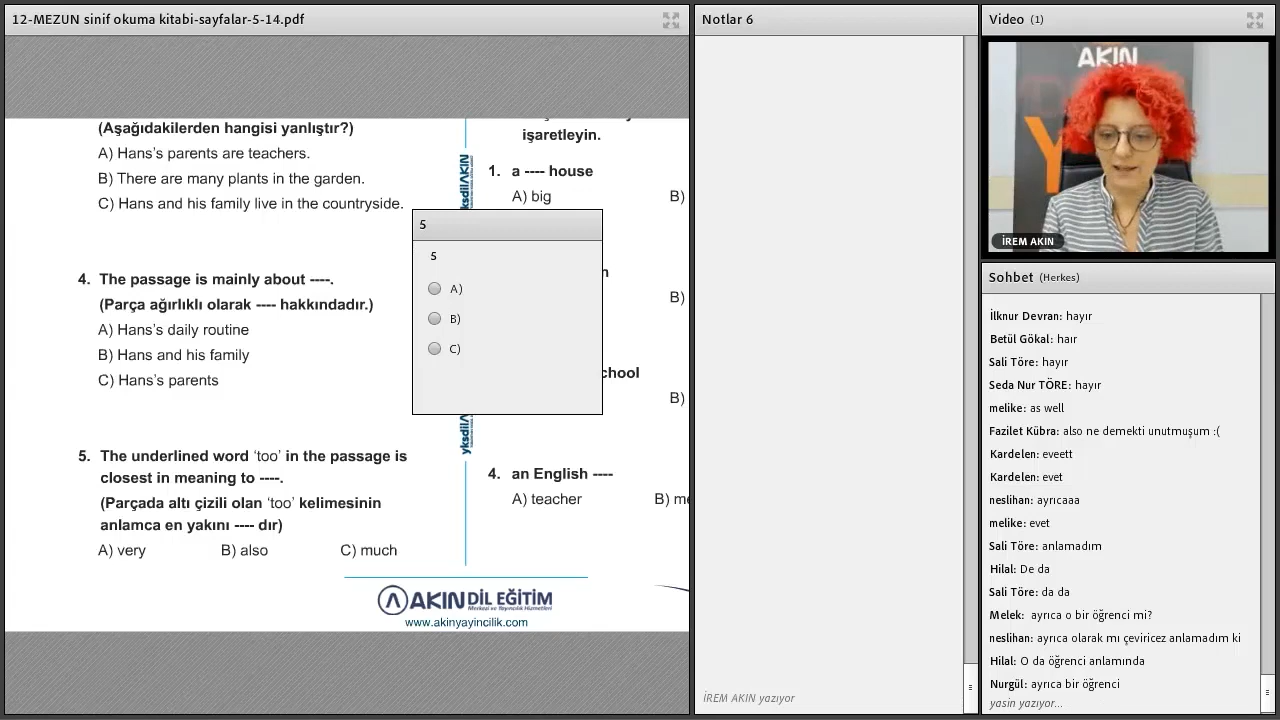 12-MEZUN sinif okuma kitabi-sayfalar-5-14.pdf
(Aşağıdakilerden hangisi yanlıştır?)
A) Hans's parents are teachers.
B) There are many plants in the garden.
C) Hans and his family live in the countryside.
4. The passage is mainly about ----.
(Parça ağırlıklı olarak ---- hakkındadır.)
A) Hans's daily routine
B) Hans and his family
C) Hans's parents
5. The underlined word 'too' in the passage is
closest in meaning to ----.
(Parçada altı çizili olan 'too' kelimesinin
anlamca en yakını ---- dır)
A) very B) also C) much
yksdil/AKIN
yksdil/
işaretleyin.
1. a ---- house
A) big B)
B)
chool
B)
4. an English ----
A) teacher B) me
5
5
A)
B)
C)
AKIN DİL EĞİTİM
Merkezi ve Yayıncılık Hizmetleri
www.akinyayincilik.com
Notlar 6
İREM AKIN yazıyor
Video (1)
AKIN
Y
İREM AKIN
Sohbet (Herkes)
İlknur Devran: hayır
Betül Gökal: haır
Sali Töre: hayır
Seda Nur TÖRE: hayır
melike: as well
Fazilet Kübra: also ne demekti unutmuşum :(
Kardelen: eveett
Kardelen: evet
neslihan: ayrıcaaa
melike: evet
Sali Töre: anlamadım
Hilal: De da
Sali Töre: da da
Melek: ayrıca o bir öğrenci mi?
neslihan: ayrıca olarak mı çeviricez anlamadım ki
Hilal: O da öğrenci anlamında
Nurgül: ayrıca bir öğrenci
yasin yazıyor...